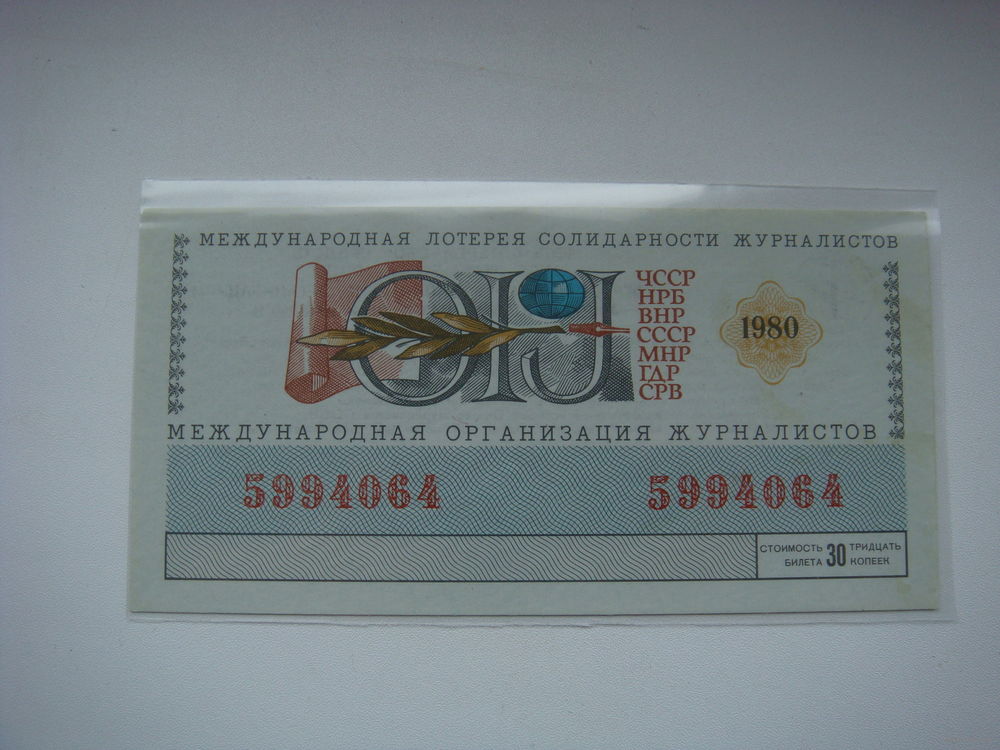 МЕЖДУНАРОДНАЯ ЛОТЕРЕЯ СОЛИДАРНОСТИ ЖУРНАЛИСТОВ
OIJ
ЧССР
НРБ
ВНР
СССР
МНР
ГДР
СРВ
1980
МЕЖДУНАРОДНАЯ ОРГАНИЗАЦИЯ ЖУРНАЛИСТОВ
5994064 5994064
СТОИМОСТЬ БИЛЕТА 30 ТРИДЦАТЬ КОПЕЕК